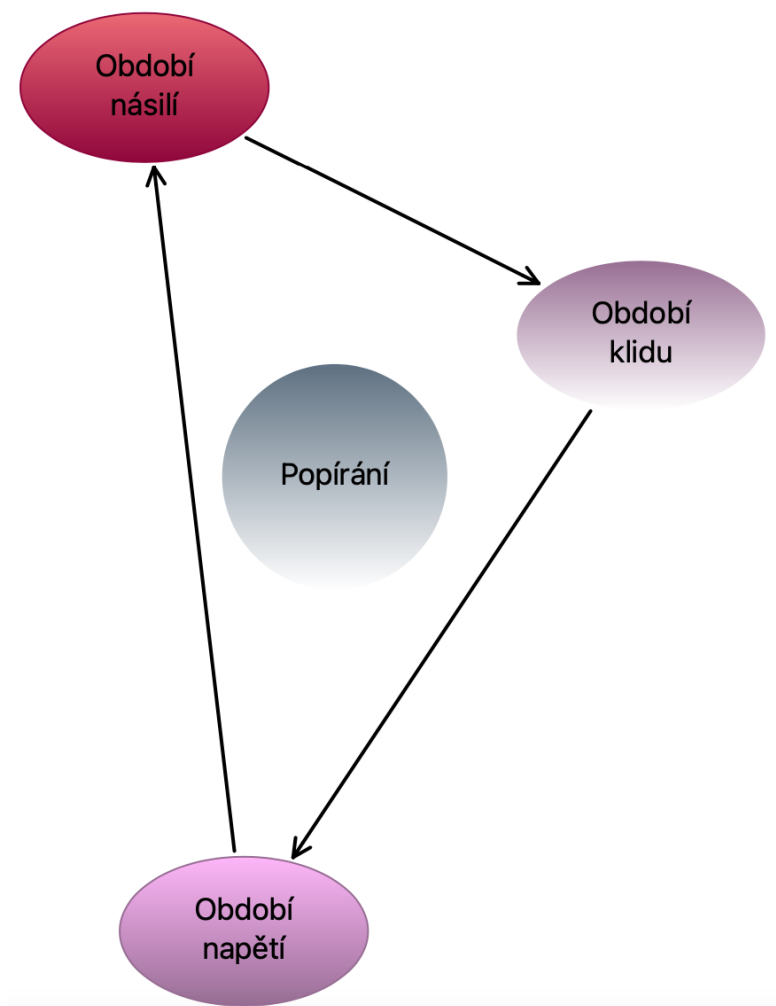 Období
násilí
Období
klidu
Popírání
Období
napětí